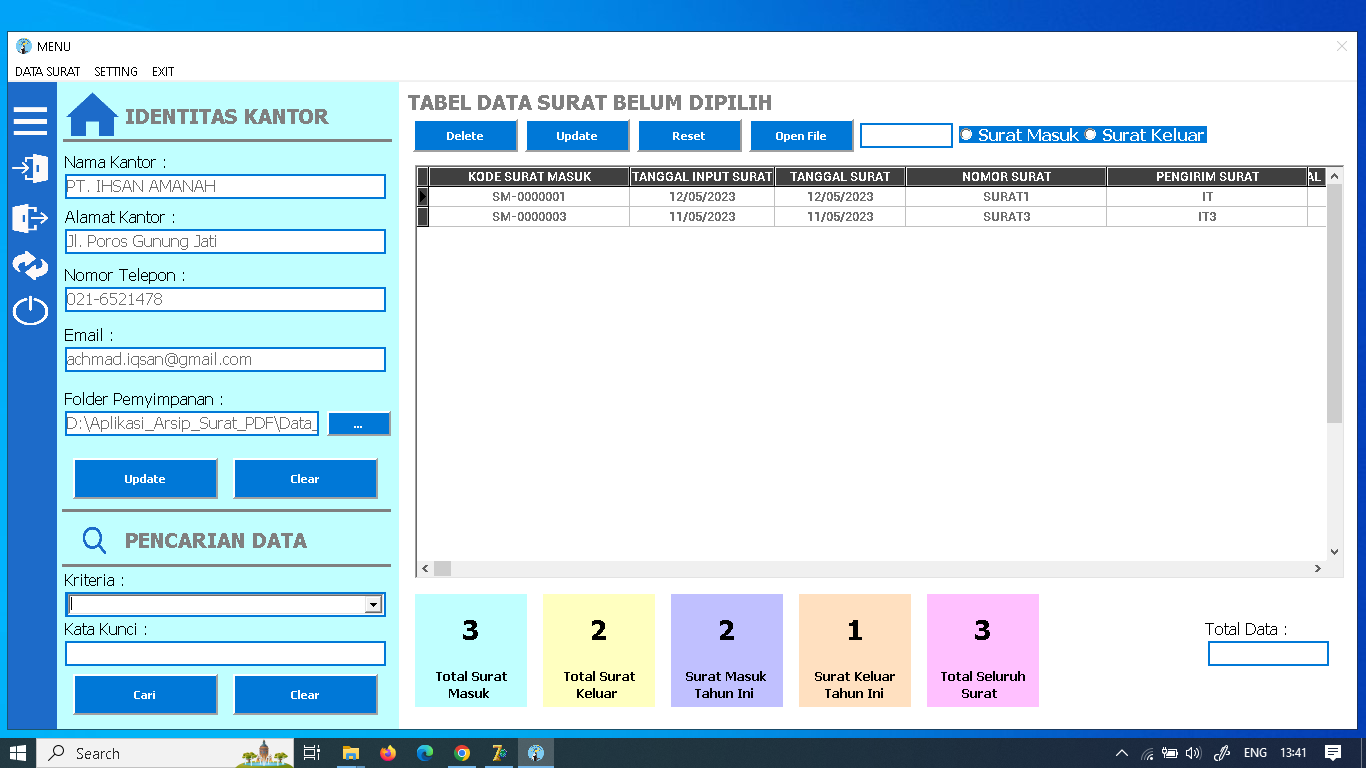 MENU
DATA SURAT SETTING EXIT
IDENTITAS KANTOR
Nama Kantor :
PT. IHSAN AMANAH
Alamat Kantor :
Jl. Poros Gunung Jati
Nomor Telepon :
021-6521478
Email :
achmad.iqsan@gmail.com
Folder Pemyimpanan :
D:\Aplikasi_Arsip_Surat_PDF\Data_
...
Update Clear
PENCARIAN DATA
Kriteria :
Kata Kunci :
Cari Clear
TABEL DATA SURAT BELUM DIPILIH
Delete Update Reset Open File Surat Masuk Surat Keluar
KODE SURAT MASUK TANGGAL INPUT SURAT TANGGAL SURAT NOMOR SURAT PENGIRIM SURAT AL
SM-0000001 12/05/2023 12/05/2023 SURAT1 IT
SM-0000003 11/05/2023 11/05/2023 SURAT3 IT3
3
Total Surat
Masuk
2
Total Surat
Keluar
2
Surat Masuk
Tahun Ini
1
Surat Keluar
Tahun Ini
3
Total Seluruh
Surat
Total Data :
Search
ENG 13:41